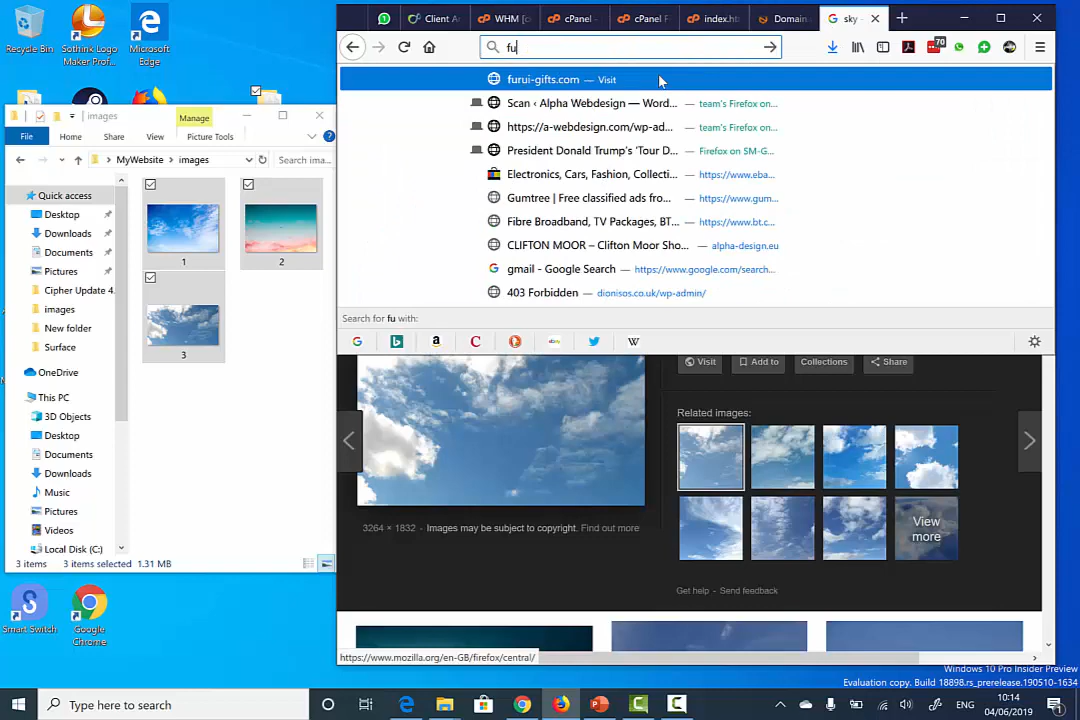 Recycle Bin
Sothink Logo Maker Prof...
Microsoft Edge
Client A
WHM [
cPanel -
cPanel F
index.h
Domain
sky -
fu
furui-gifts.com — Visit
Scan ‹ Alpha Webdesign — Word... — team's Firefox on...
https://a-webdesign.com/wp-ad... — team's Firefox on...
President Donald Trump's 'Tour D... — Firefox on SM-G...
Electronics, Cars, Fashion, Collecti... — https://www.eba...
Gumtree | Free classified ads fro... — https://www.gum...
Fibre Broadband, TV Packages, BT... — https://www.bt.c...
CLIFTON MOOR – Clifton Moor Sho... — alpha-design.eu
gmail - Google Search — https://www.google.com/search...
403 Forbidden — dionisos.co.uk/wp-admin/
Search for fu with:
70
images
Manage
File Home Share View Picture Tools
MyWebsite › images
Search ima...
Quick access
Desktop
Downloads
Documents
Pictures
Cipher Update 4.
images
New folder
Surface
OneDrive
This PC
3D Objects
Desktop
Documents
Downloads
Music
Pictures
Videos
Local Disk (C:)
1
2
3
3 items 3 items selected 1.31 MB
Visit
Add to
Collections
Share
Related images:
View more
3264 × 1832 - Images may be subject to copyright. Find out more
Get help - Send feedback
https://www.mozilla.org/en-GB/firefox/central/
Smart Switch
Google Chrome
Windows 10 Pro Insider Preview
Evaluation copy. Build 18898.rs_prerelease.190510-1634
Type here to search
ENG
10:14
04/06/2019
1